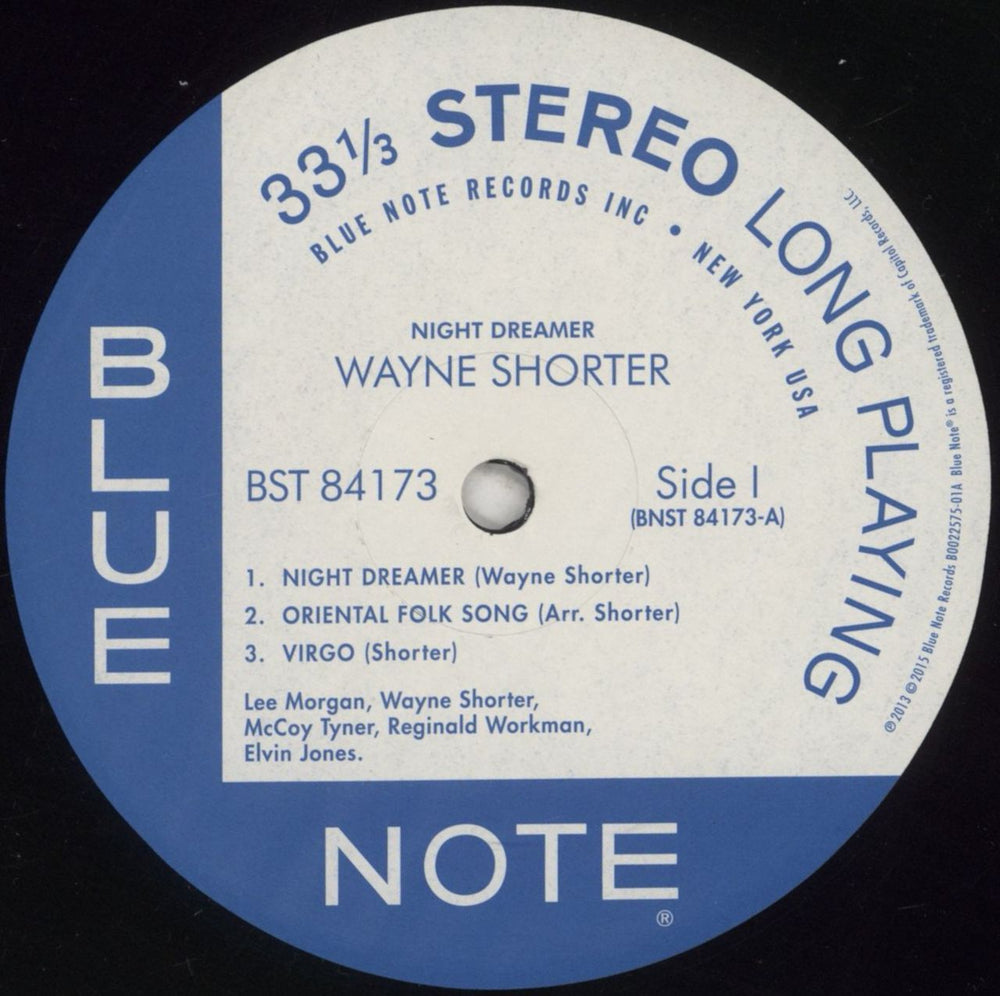 33⅓ STEREO LONG PLAYING
BLUE NOTE RECORDS INC • NEW YORK USA
NIGHT DREAMER
WAYNE SHORTER
BST 84173
Side I
(BNST 84173-A)
1. NIGHT DREAMER (Wayne Shorter)
2. ORIENTAL FOLK SONG (Arr. Shorter)
3. VIRGO (Shorter)
Lee Morgan, Wayne Shorter,
McCoy Tyner, Reginald Workman,
Elvin Jones.
BLUE
NOTE
®
℗ 2013 © 2015 Blue Note Records B0022575-01A Blue Note® is a registered trademark of Capitol Records, LLC.